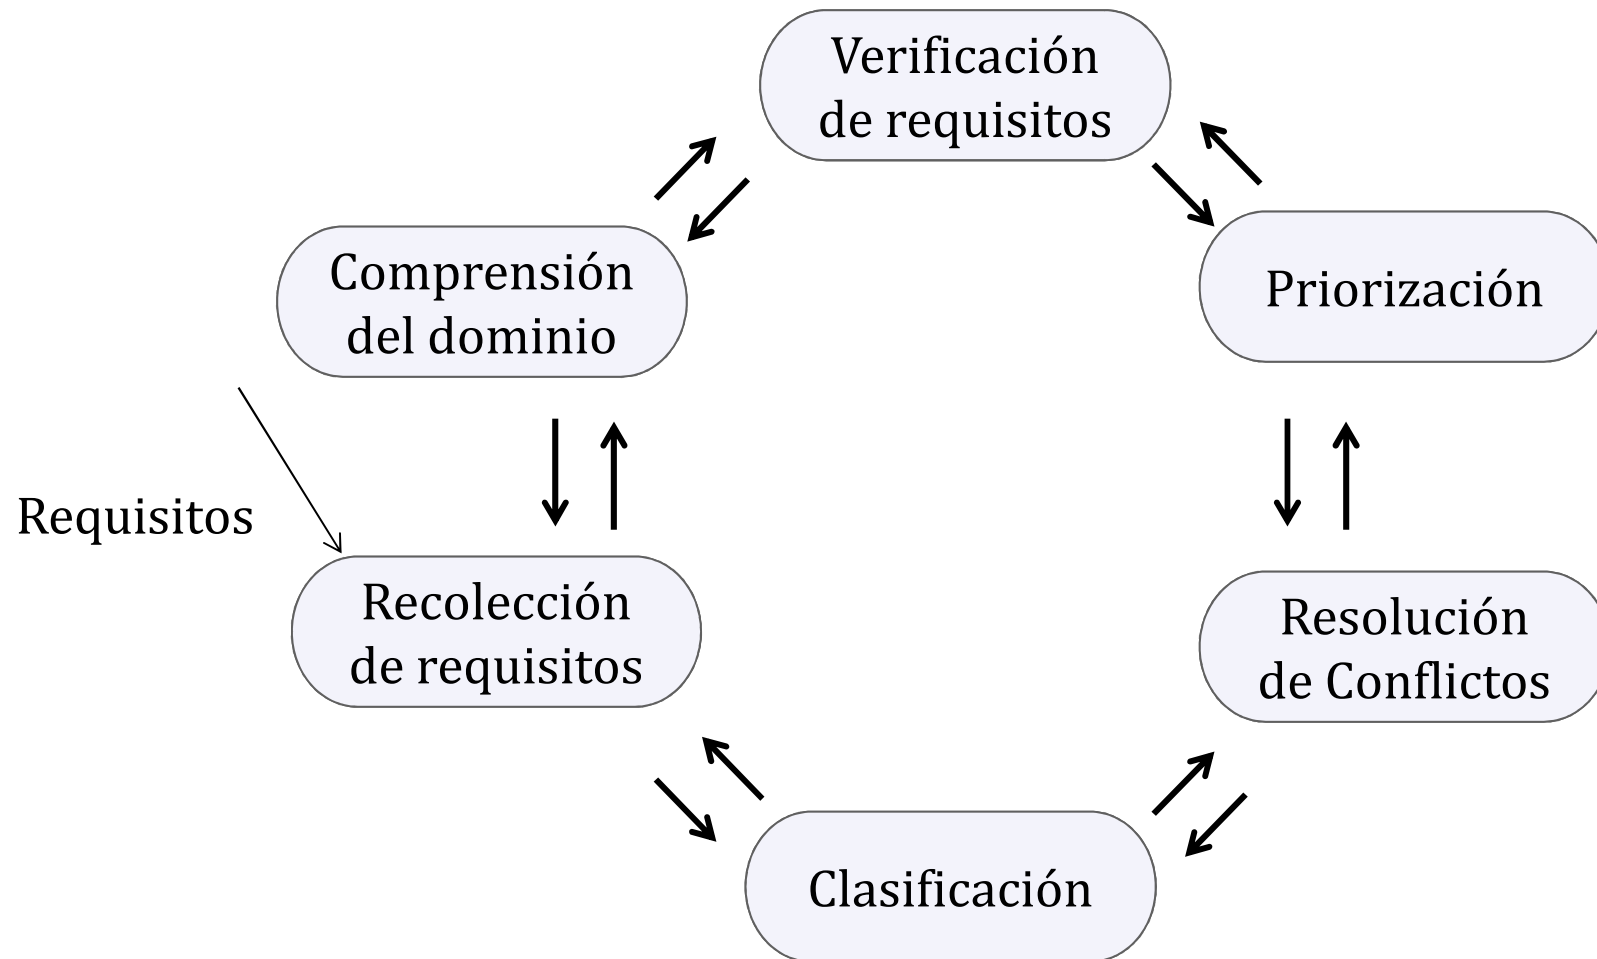 Verificación
de requisitos
Comprensión
del dominio
Priorización
Requisitos
Recolección
de requisitos
Resolución
de Conflictos
Clasificación